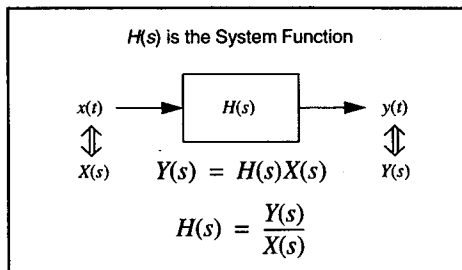 H(s) is the System Function
x(t) H(s) y(t)
X(s) Y(s) = H(s)X(s) Y(s)
H(s) = Y(s)/X(s)